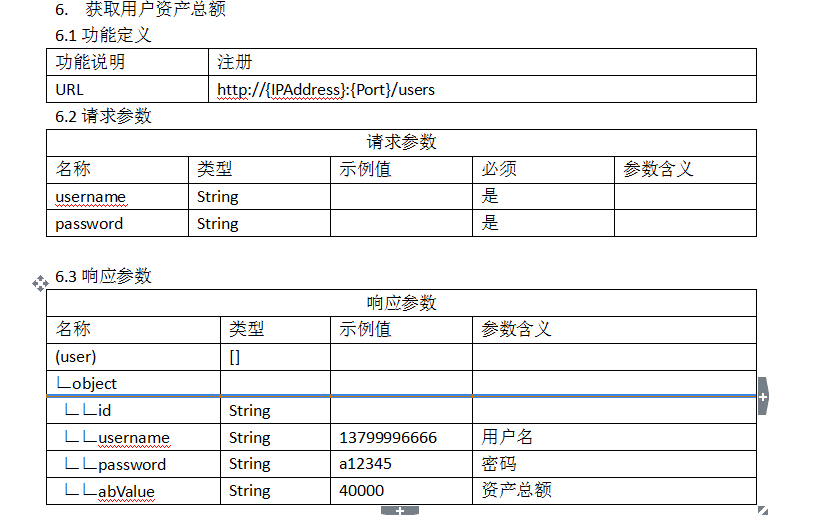 6. 获取用户资产总额
6.1 功能定义
功能说明 注册
URL http://{IPAddress}:{Port}/users
6.2 请求参数
请求参数
名称 类型 示例值 必须 参数含义
username String 是
password String 是
6.3 响应参数
响应参数
名称 类型 示例值 参数含义
(user) []
∟object
∟∟id String
∟∟username String 13799996666 用户名
∟∟password String a12345 密码
∟∟abValue String 40000 资产总额